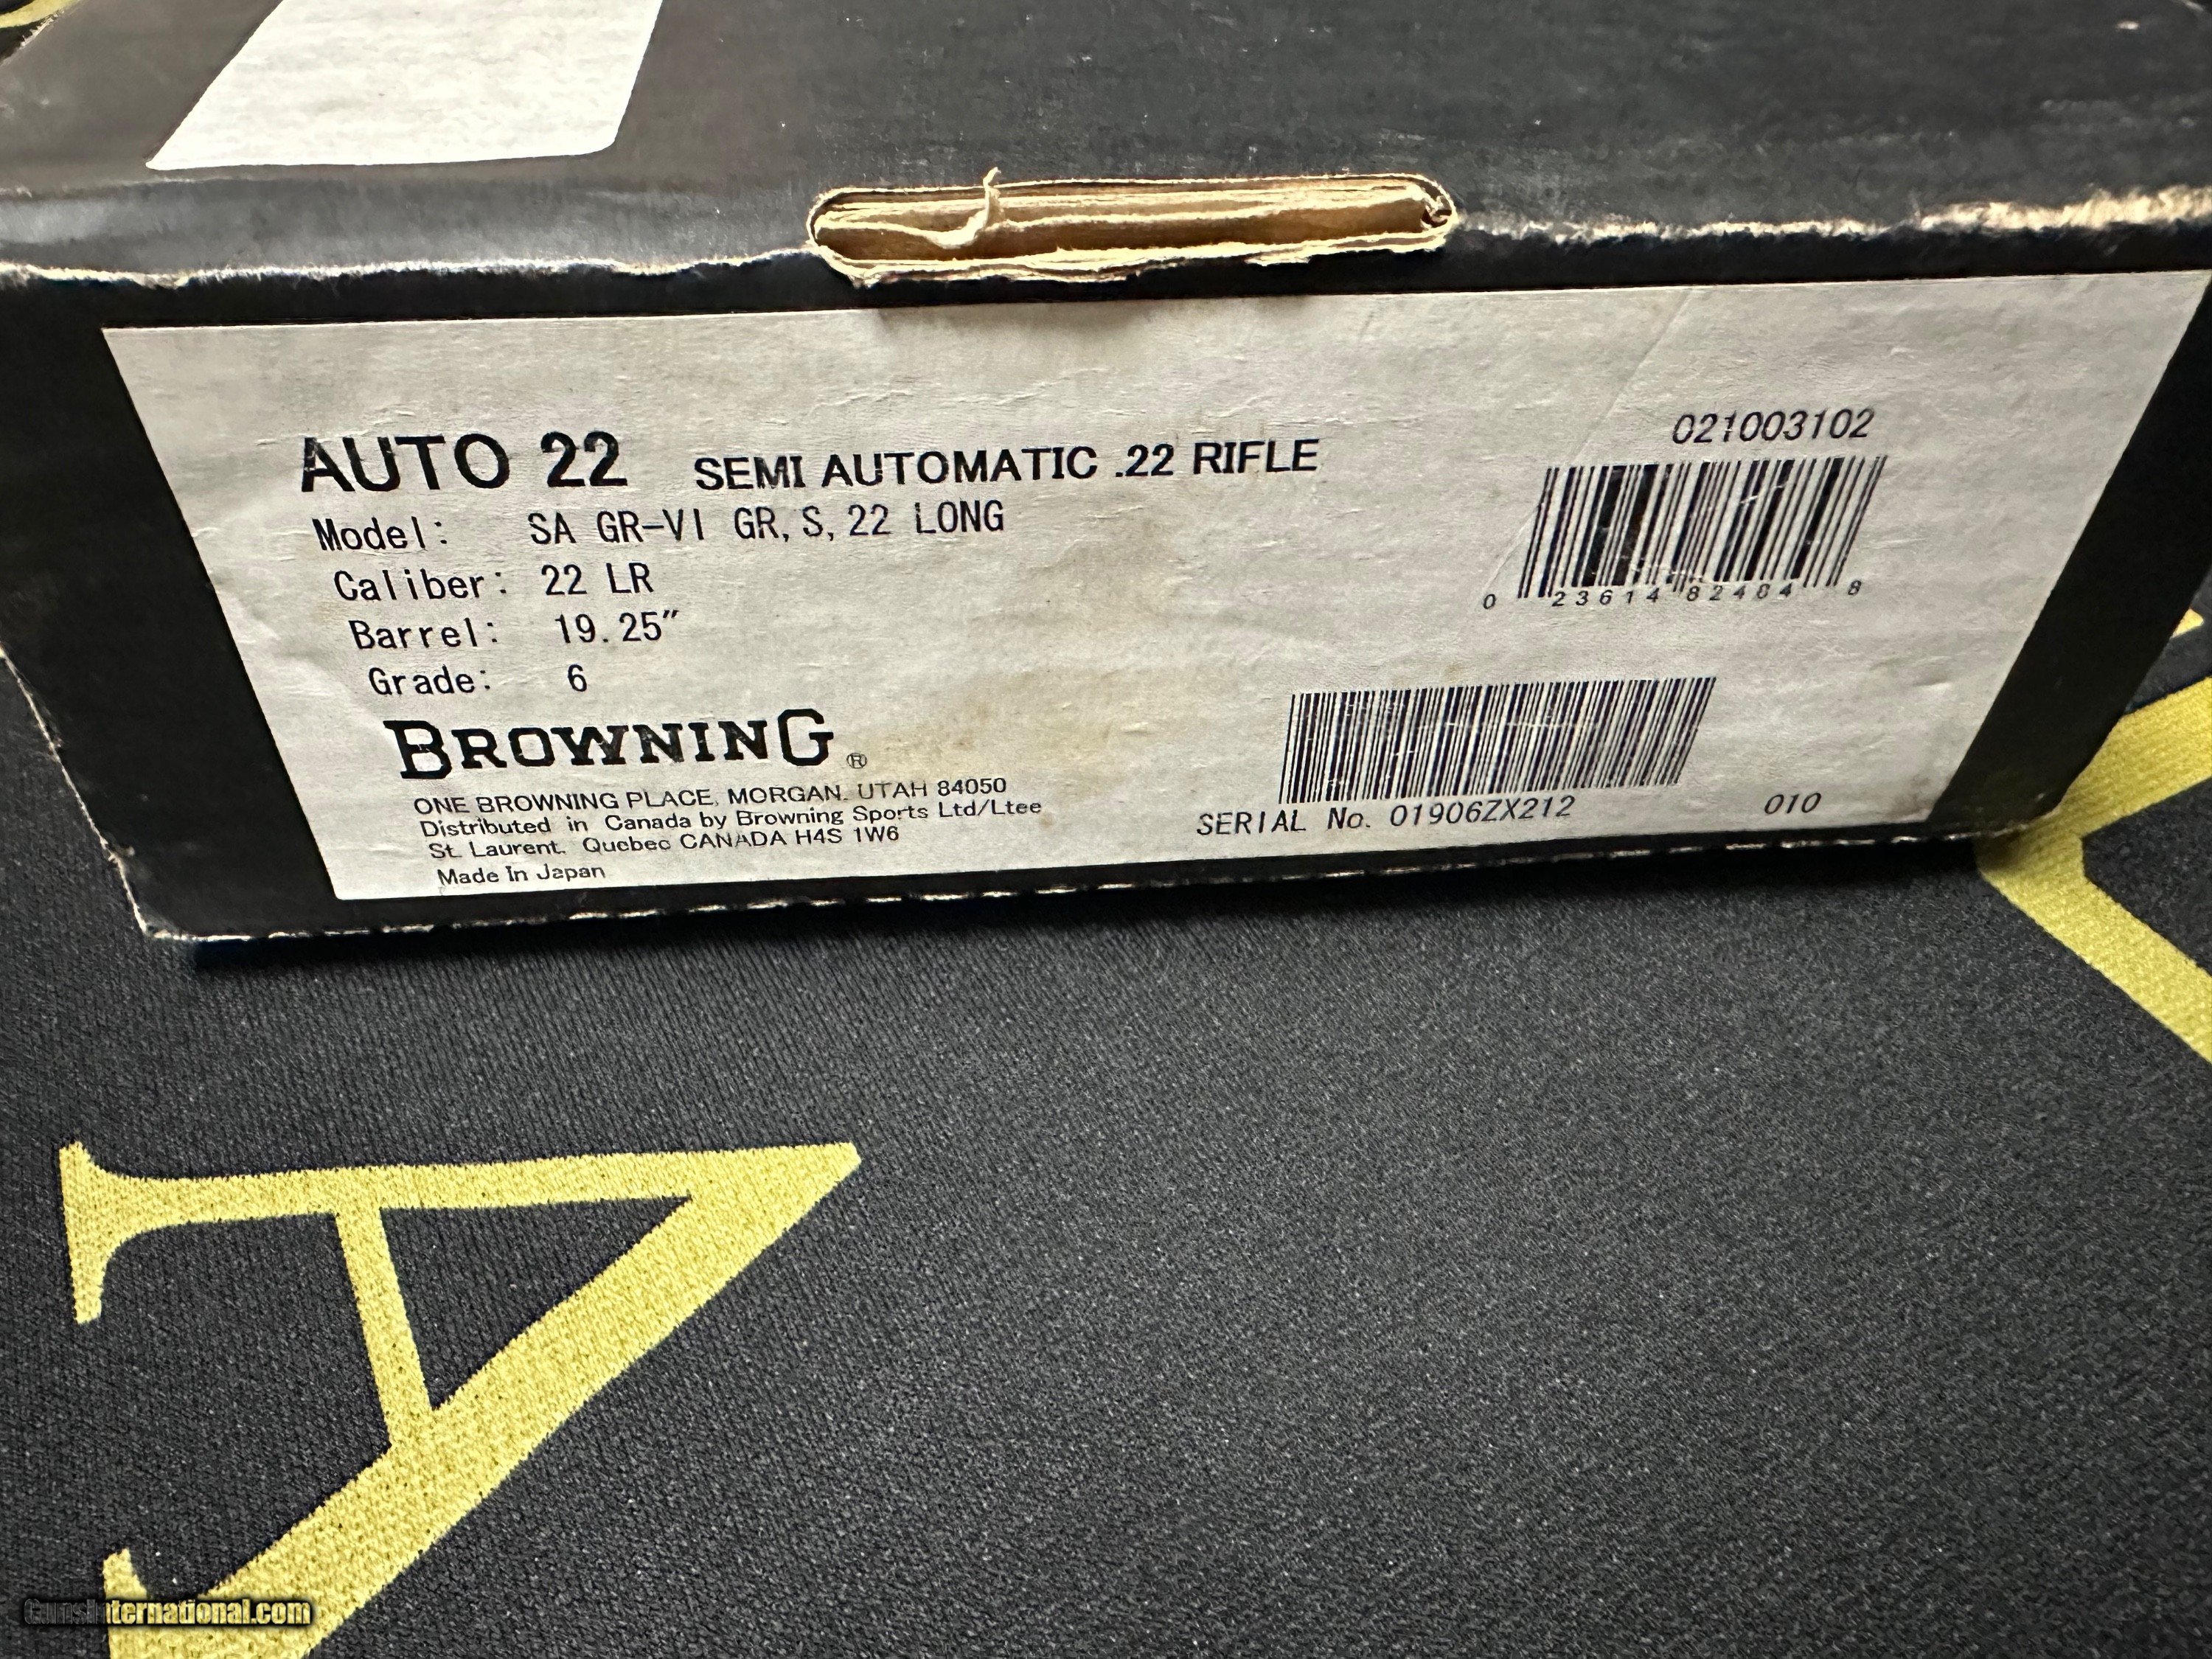 AUTO 22 SEMI AUTOMATIC .22 RIFLE
Model: SA GR-VI GR, S, 22 LONG
Caliber: 22 LR
Barrel: 19.25"
Grade: 6
BROWNING®
ONE BROWNING PLACE, MORGAN. UTAH 84050
Distributed in Canada by Browning Sports Ltd/Ltee
St. Laurent. Quebec CANADA H4S 1W6
Made In Japan
021003102
0 23614 82484 8
SERIAL No. 01906ZX212
010
A
GunsInternational.com